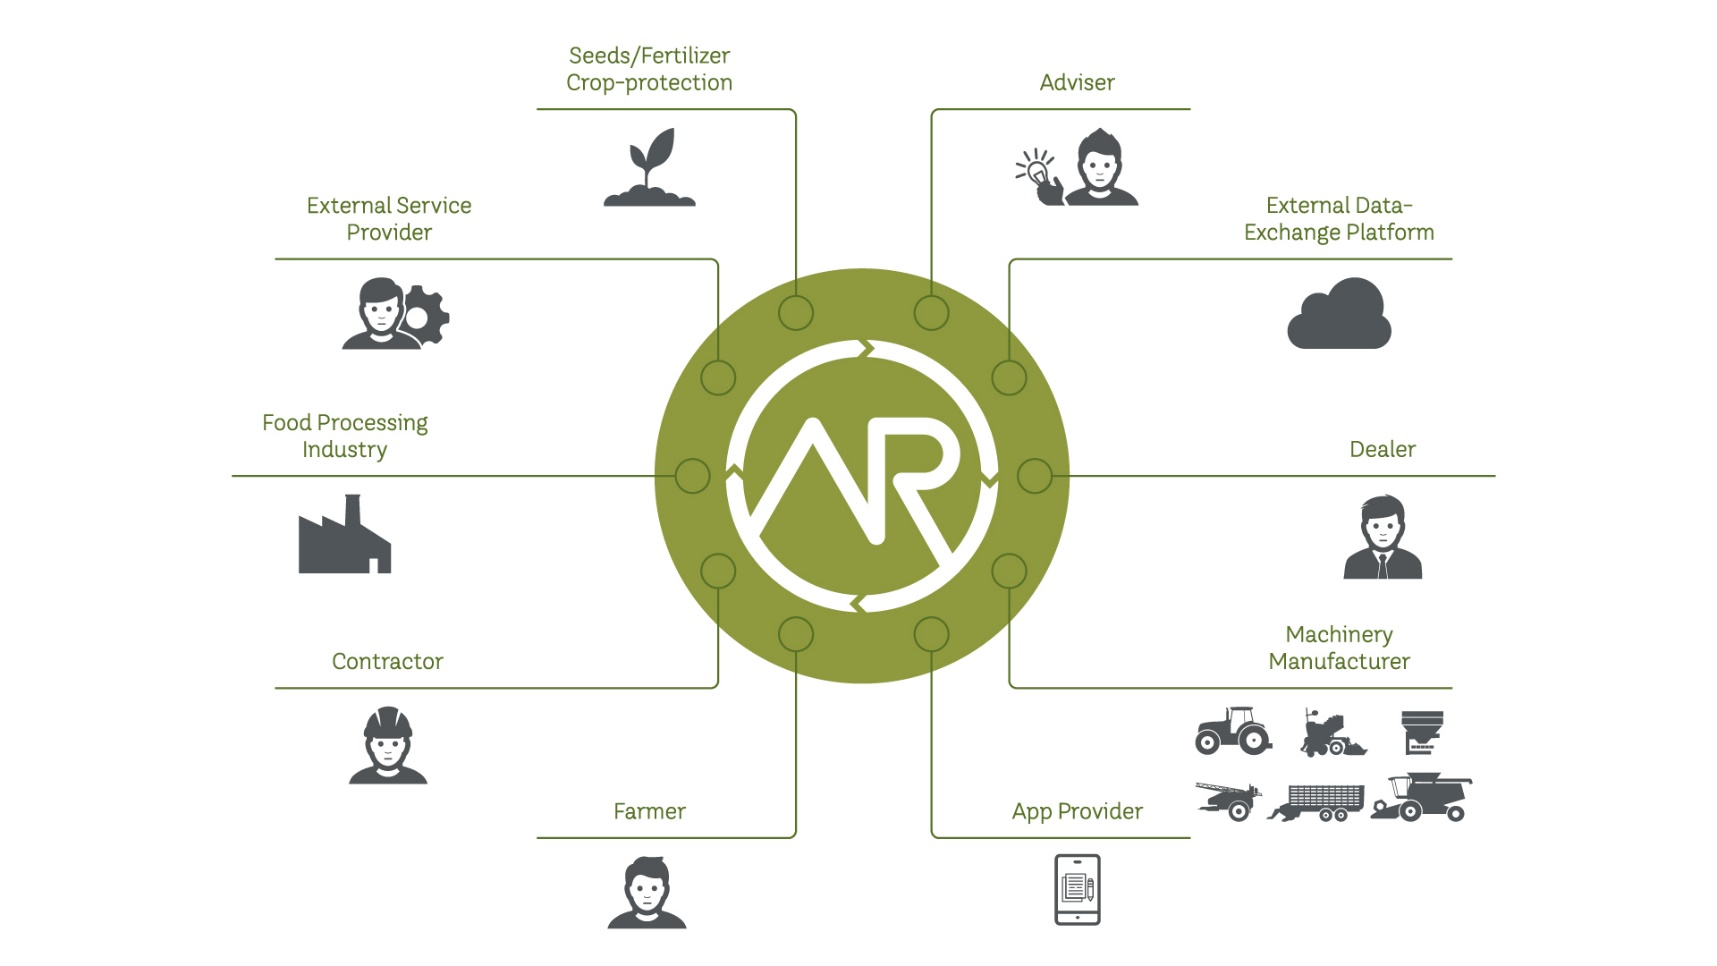 Seeds/Fertilizer
Crop-protection
Adviser
External Service
Provider
External Data-
Exchange Platform
Food Processing
Industry
Dealer
AR
Contractor
Machinery
Manufacturer
Farmer
App Provider